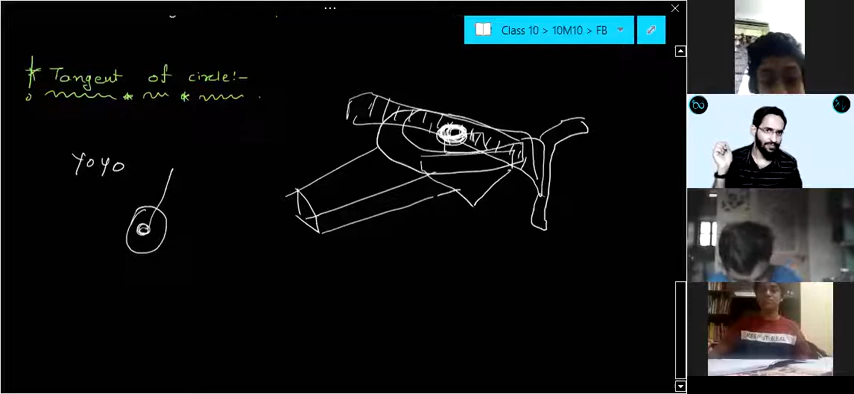 Class 10 > 10M10 > FB
* Tangent of circle:-
YOYO